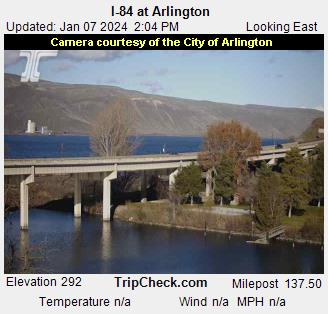 I-84 at Arlington
Updated: Jan 07 2024 2:04 PM Looking East
Camera courtesy of the City of Arlington
Elevation 292 TripCheck.com Milepost 137.50
Temperature n/a Wind n/a MPH n/a